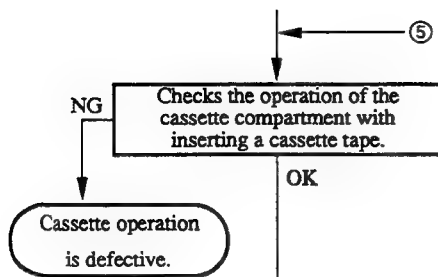 ⑤
Checks the operation of the
cassette compartment with
inserting a cassette tape.
NG
OK
Cassette operation
is defective.